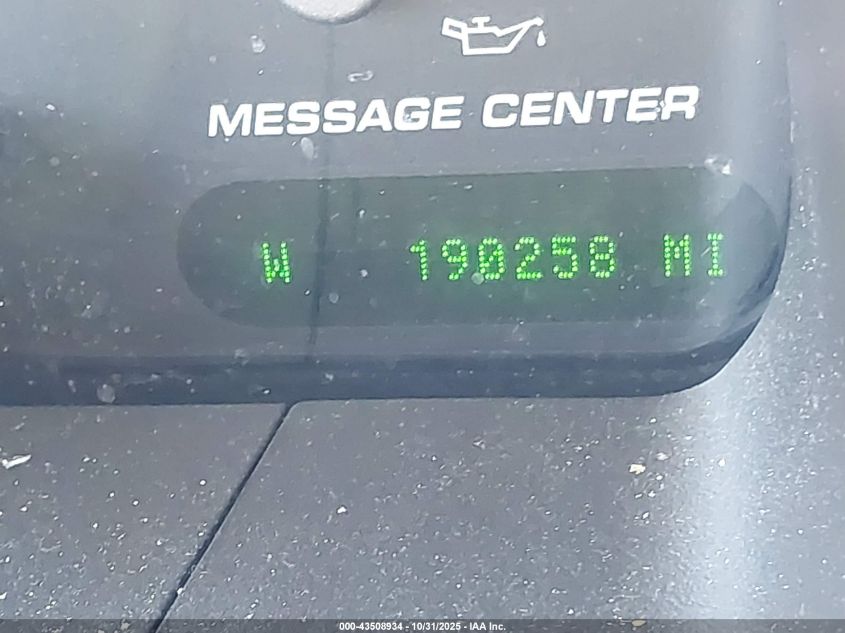 MESSAGE CENTER
W 190258 MI
000-43508934 - 10/31/2025 - IAA Inc.